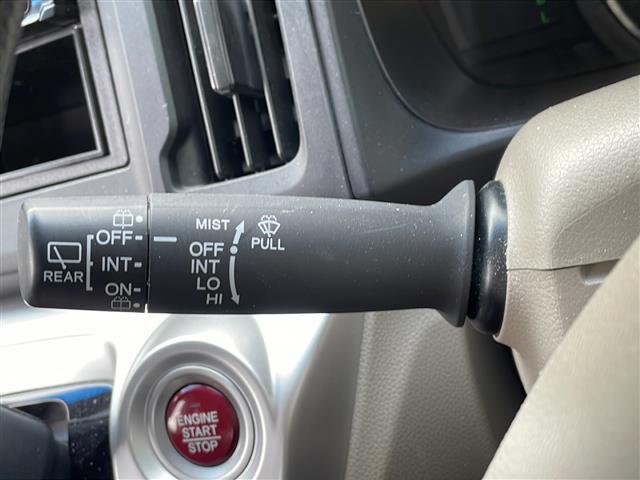 MIST
PULL
OFF
INT
LO
HI
OFF
INT
ON
REAR
ENGINE
START
STOP